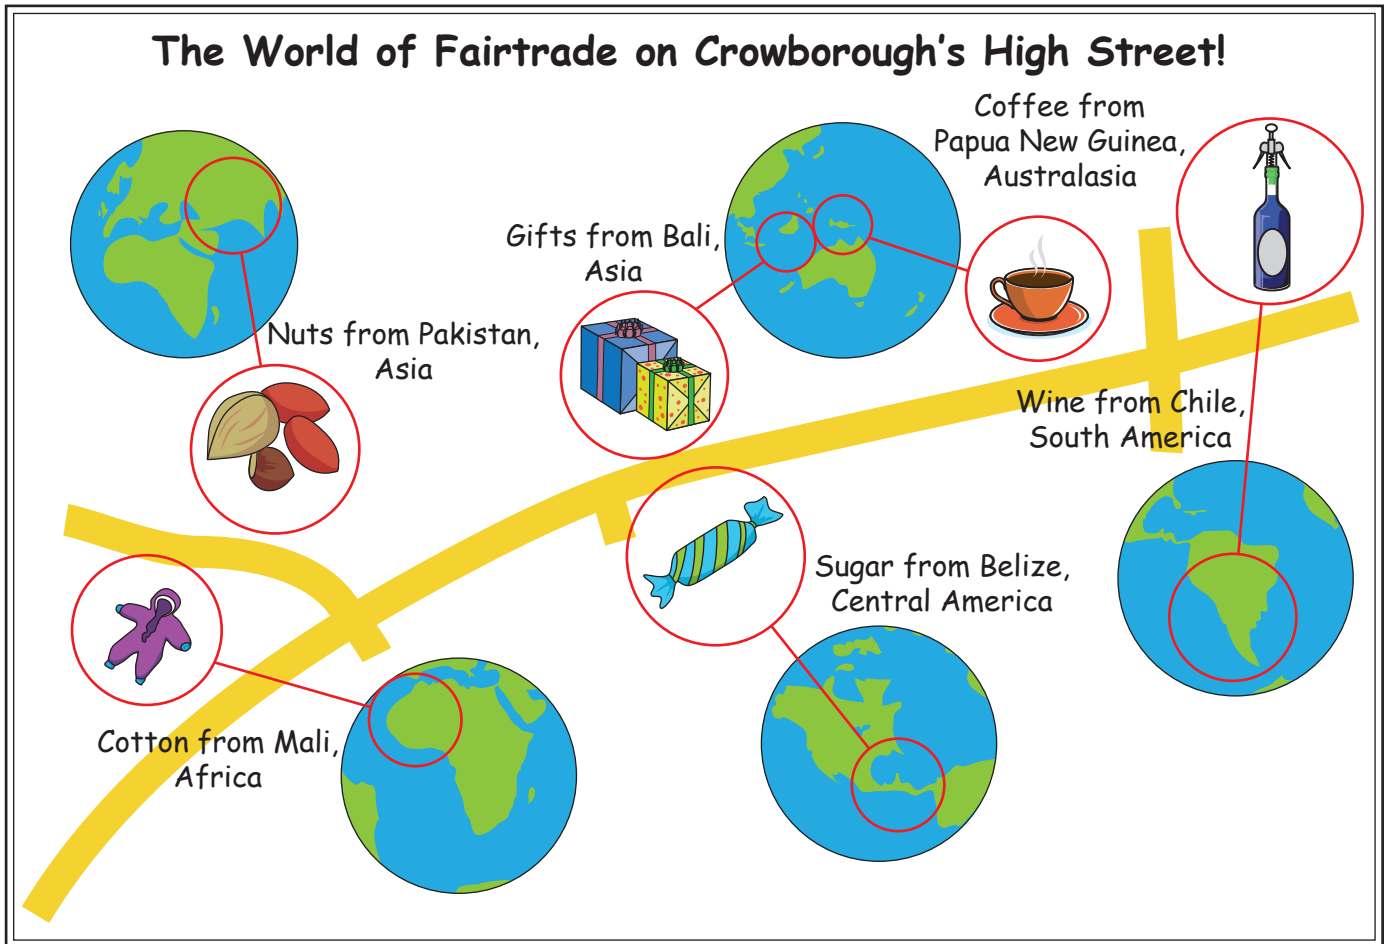 The World of Fairtrade on Crowborough's High Street!
Coffee from
Papua New Guinea,
Australasia
Gifts from Bali,
Asia
Nuts from Pakistan,
Asia
Wine from Chile,
South America
Sugar from Belize,
Central America
Cotton from Mali,
Africa